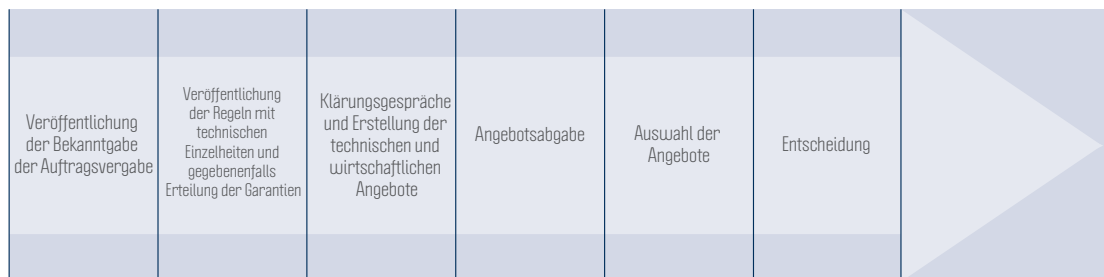 Veröffentlichung
der Bekanntgabe
der Auftragsvergabe
Veröffentlichung
der Regeln mit
technischen
Einzelheiten und
gegebenenfalls
Erteilung der Garantien
Klärungsgespräche
und Erstellung der
technischen und
wirtschaftlichen
Angebote
Angebotsabgabe
Auswahl der
Angebote
Entscheidung